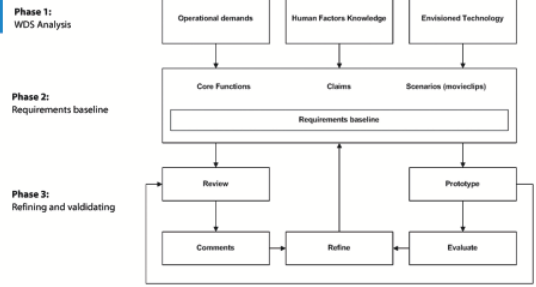 Phase 1:
WDS Analysis
Operational demands
Human Factors Knowledge
Envisioned Technology
Phase 2:
Requirements baseline
Core Functions
Claims
Scenarios (movieclips)
Requirements baseline
Phase 3:
Refining and valdidating
Review
Prototype
Comments
Refine
Evaluate